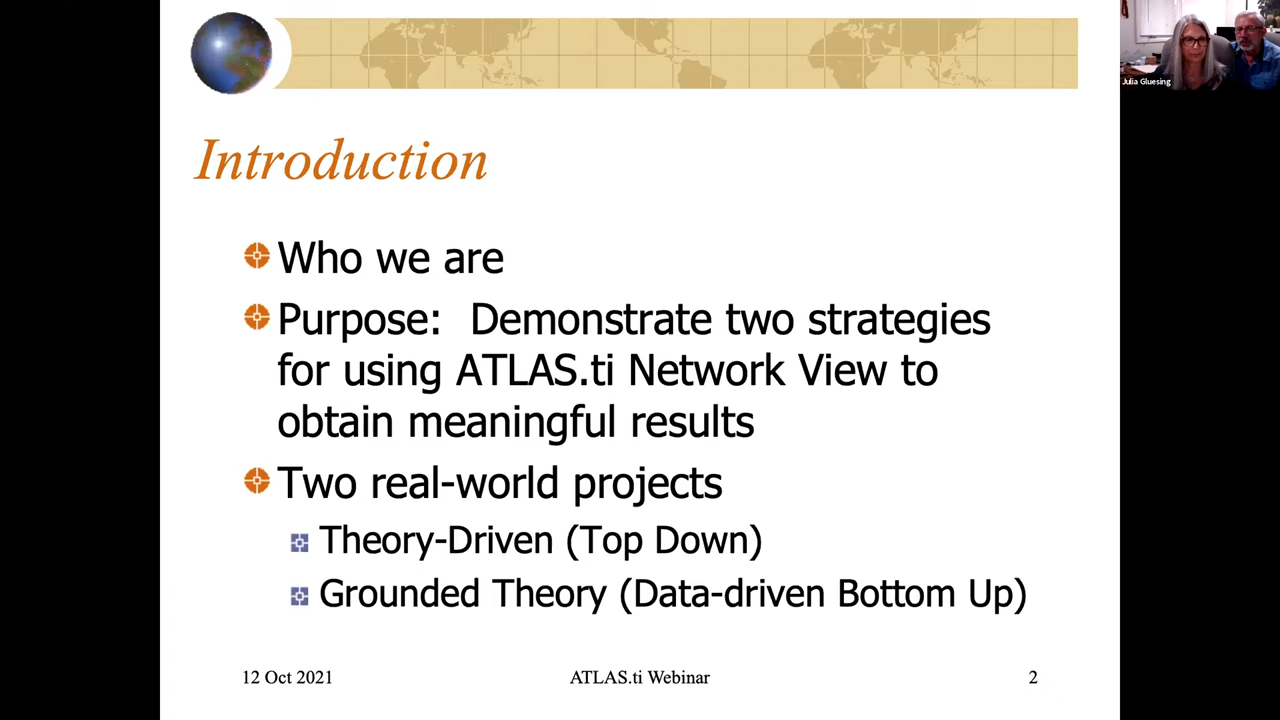 Julia Gluesing
Introduction
Who we are
Purpose:  Demonstrate two strategies
for using ATLAS.ti Network View to
obtain meaningful results
Two real-world projects
Theory-Driven (Top Down)
Grounded Theory (Data-driven Bottom Up)
12 Oct 2021
ATLAS.ti Webinar
2